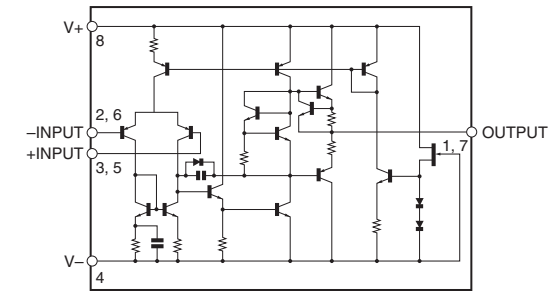 V+
8
2, 6
–INPUT
+INPUT
3, 5
OUTPUT
1, 7
V–
4